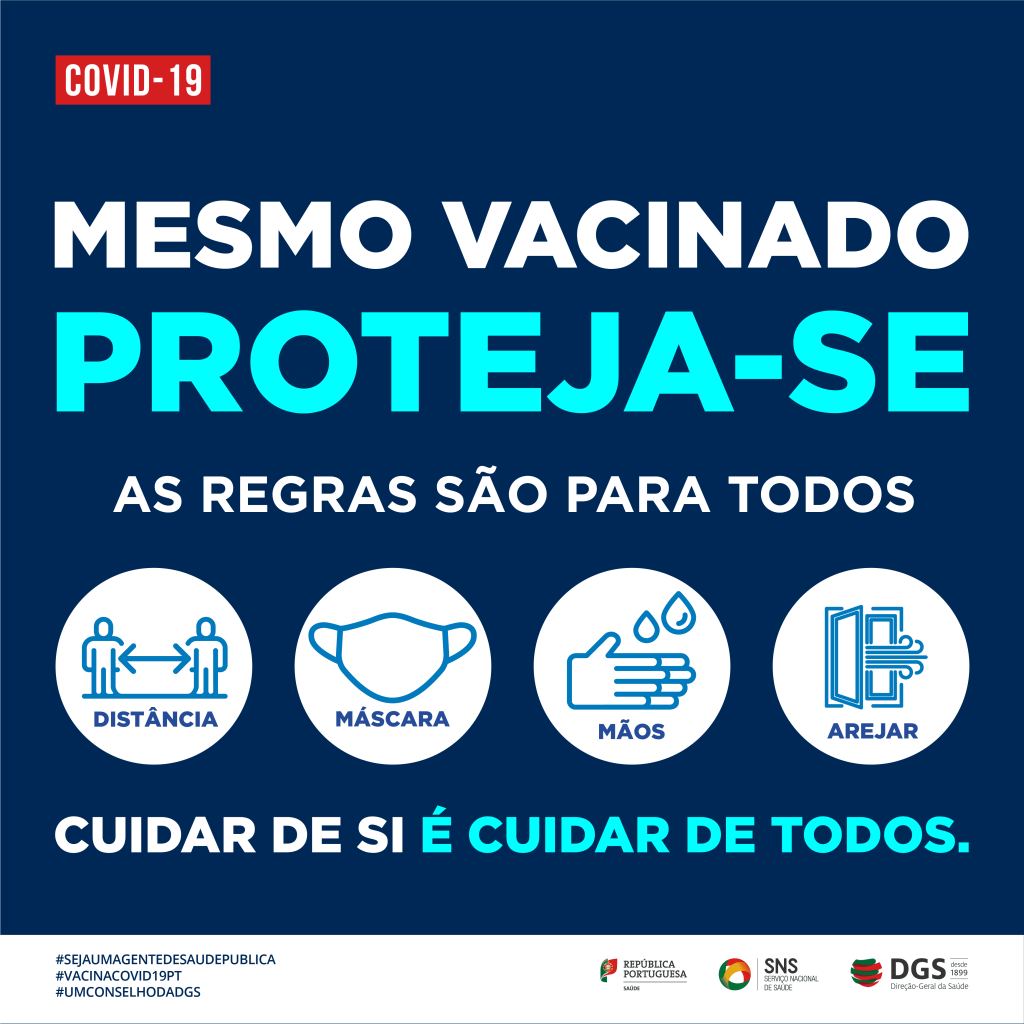 COVID-19
MESMO VACINADO
PROTEJA-SE
AS REGRAS SÃO PARA TODOS
DISTÂNCIA
MÁSCARA
MÃOS
AREJAR
CUIDAR DE SI É CUIDAR DE TODOS.
#SEJAUMAGENTEDESAUDEPUBLICA
#VACINACOVID19PT
#UMCONSELHODADGS
REPÚBLICA
PORTUGUESA
SAÚDE
SNS
SERVIÇO NACIONAL
DE SAÚDE
DGS desde
1899
Direção-Geral da Saúde